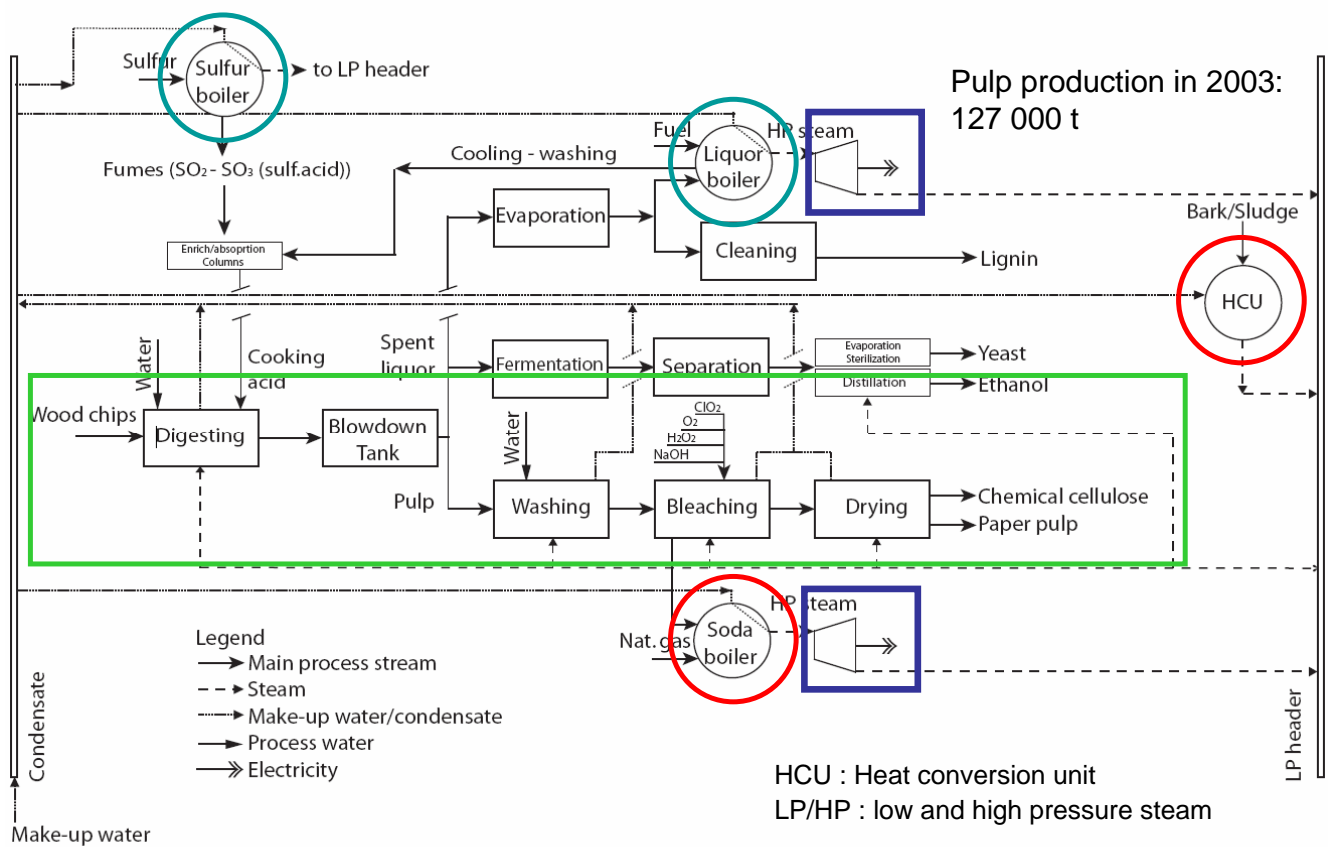 Sulfur
Sulfur
boiler
to LP header
Pulp production in 2003:
127 000 t
Fumes (SO₂ - SO₃ (sulf.acid))
Cooling - washing
Fuel
Liquor
boiler
HP steam
Evaporation
Cleaning
Lignin
Bark/Sludge
HCU
Enrich/absoprtion
Columns
Water
Cooking
acid
Spent
liquor
Fermentation
Separation
Evaporation
Sterilization
Distillation
Yeast
Ethanol
Wood chips
Digesting
Blowdown
Tank
Water
ClO₂
O₂
H₂O₂
NaOH
Pulp
Washing
Bleaching
Drying
Chemical cellulose
Paper pulp
Nat. gas
Soda
boiler
HP steam
Legend
Main process stream
Steam
Make-up water/condensate
Process water
Electricity
Condensate
Make-up water
LP header
HCU : Heat conversion unit
LP/HP : low and high pressure steam